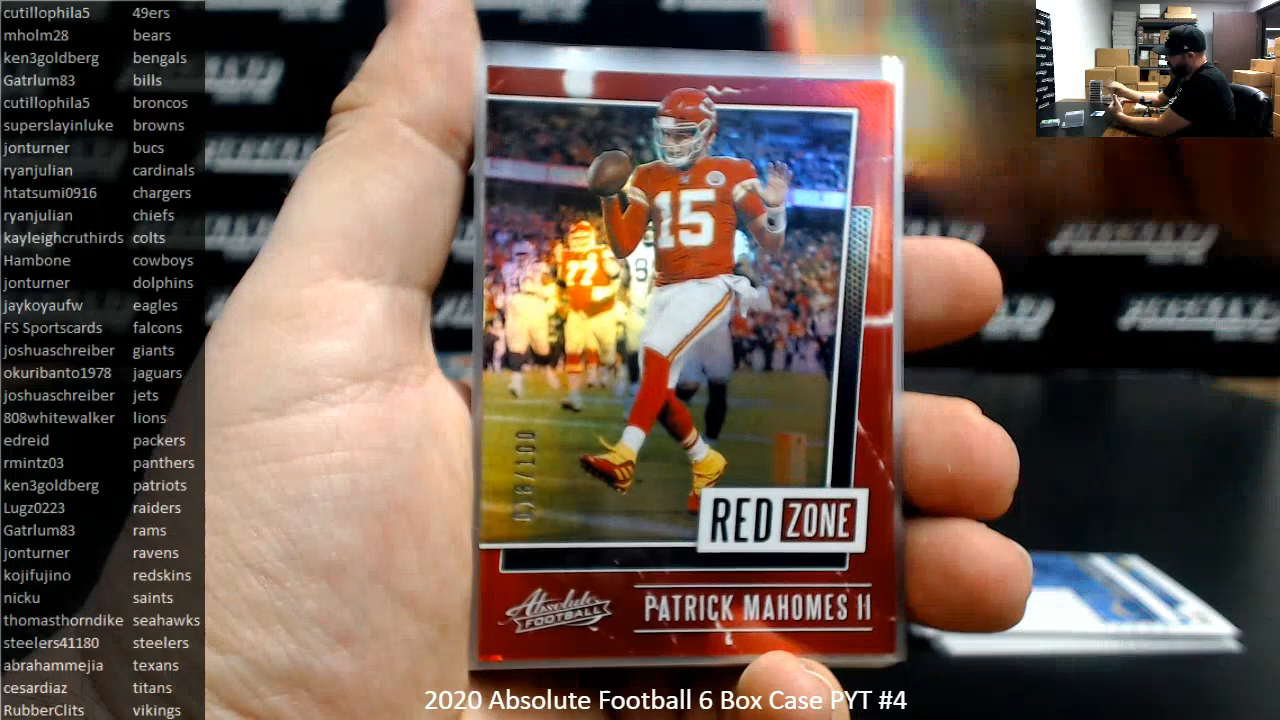 cutillophila5 49ers
mholm28 bears
ken3goldberg bengals
Gatrlum83 bills
cutillophila5 broncos
superslayinluke browns
jonturner bucs
ryanjulian cardinals
htatsumi0916 chargers
ryanjulian chiefs
kayleighcruthirds colts
Hambone cowboys
jonturner dolphins
jaykoyaufw eagles
FS Sportscards falcons
joshuaschreiber giants
okuribanto1978 jaguars
joshuaschreiber jets
808whitewalker lions
edreid packers
rmintz03 panthers
ken3goldberg patriots
Lugz0223 raiders
Gatrlum83 rams
jonturner ravens
kojifujino redskins
nicku saints
thomasthorndike seahawks
steelers41180 steelers
abrahammejia texans
cesardiaz titans
RubberClits vikings
15
77
RED ZONE
Absolute
FOOTBALL
PATRICK MAHOMES II
2020 Absolute Football 6 Box Case PYT #4